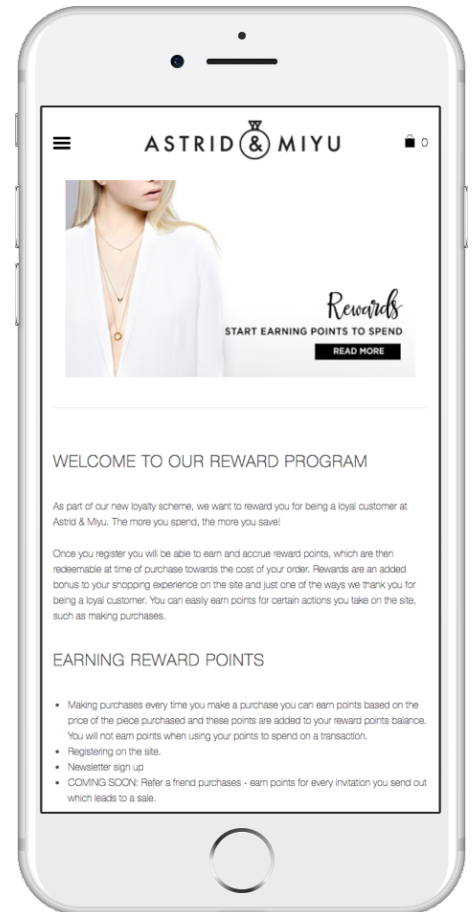 ASTRID & MIYU
0
Rewards
START EARNING POINTS TO SPEND
READ MORE
WELCOME TO OUR REWARD PROGRAM
As part of our new loyalty scheme, we want to reward you for being a loyal customer at
Astrid & Miyu. The more you spend, the more you save!
Once you register you will be able to earn and accrue reward points, which are then
redeemable at time of purchase towards the cost of your order. Rewards are an added
bonus to your shopping experience on the site and just one of the ways we thank you for
being a loyal customer. You can easily earn points for certain actions you take on the site,
such as making purchases.
EARNING REWARD POINTS
• Making purchases every time you make a purchase you can earn points based on the
price of the piece purchased and these points are added to your reward points balance.
You will not earn points when using your points to spend on a transaction.
• Registering on the site.
• Newsletter sign up
• COMING SOON: Refer a friend purchases - earn points for every invitation you send out
which leads to a sale.